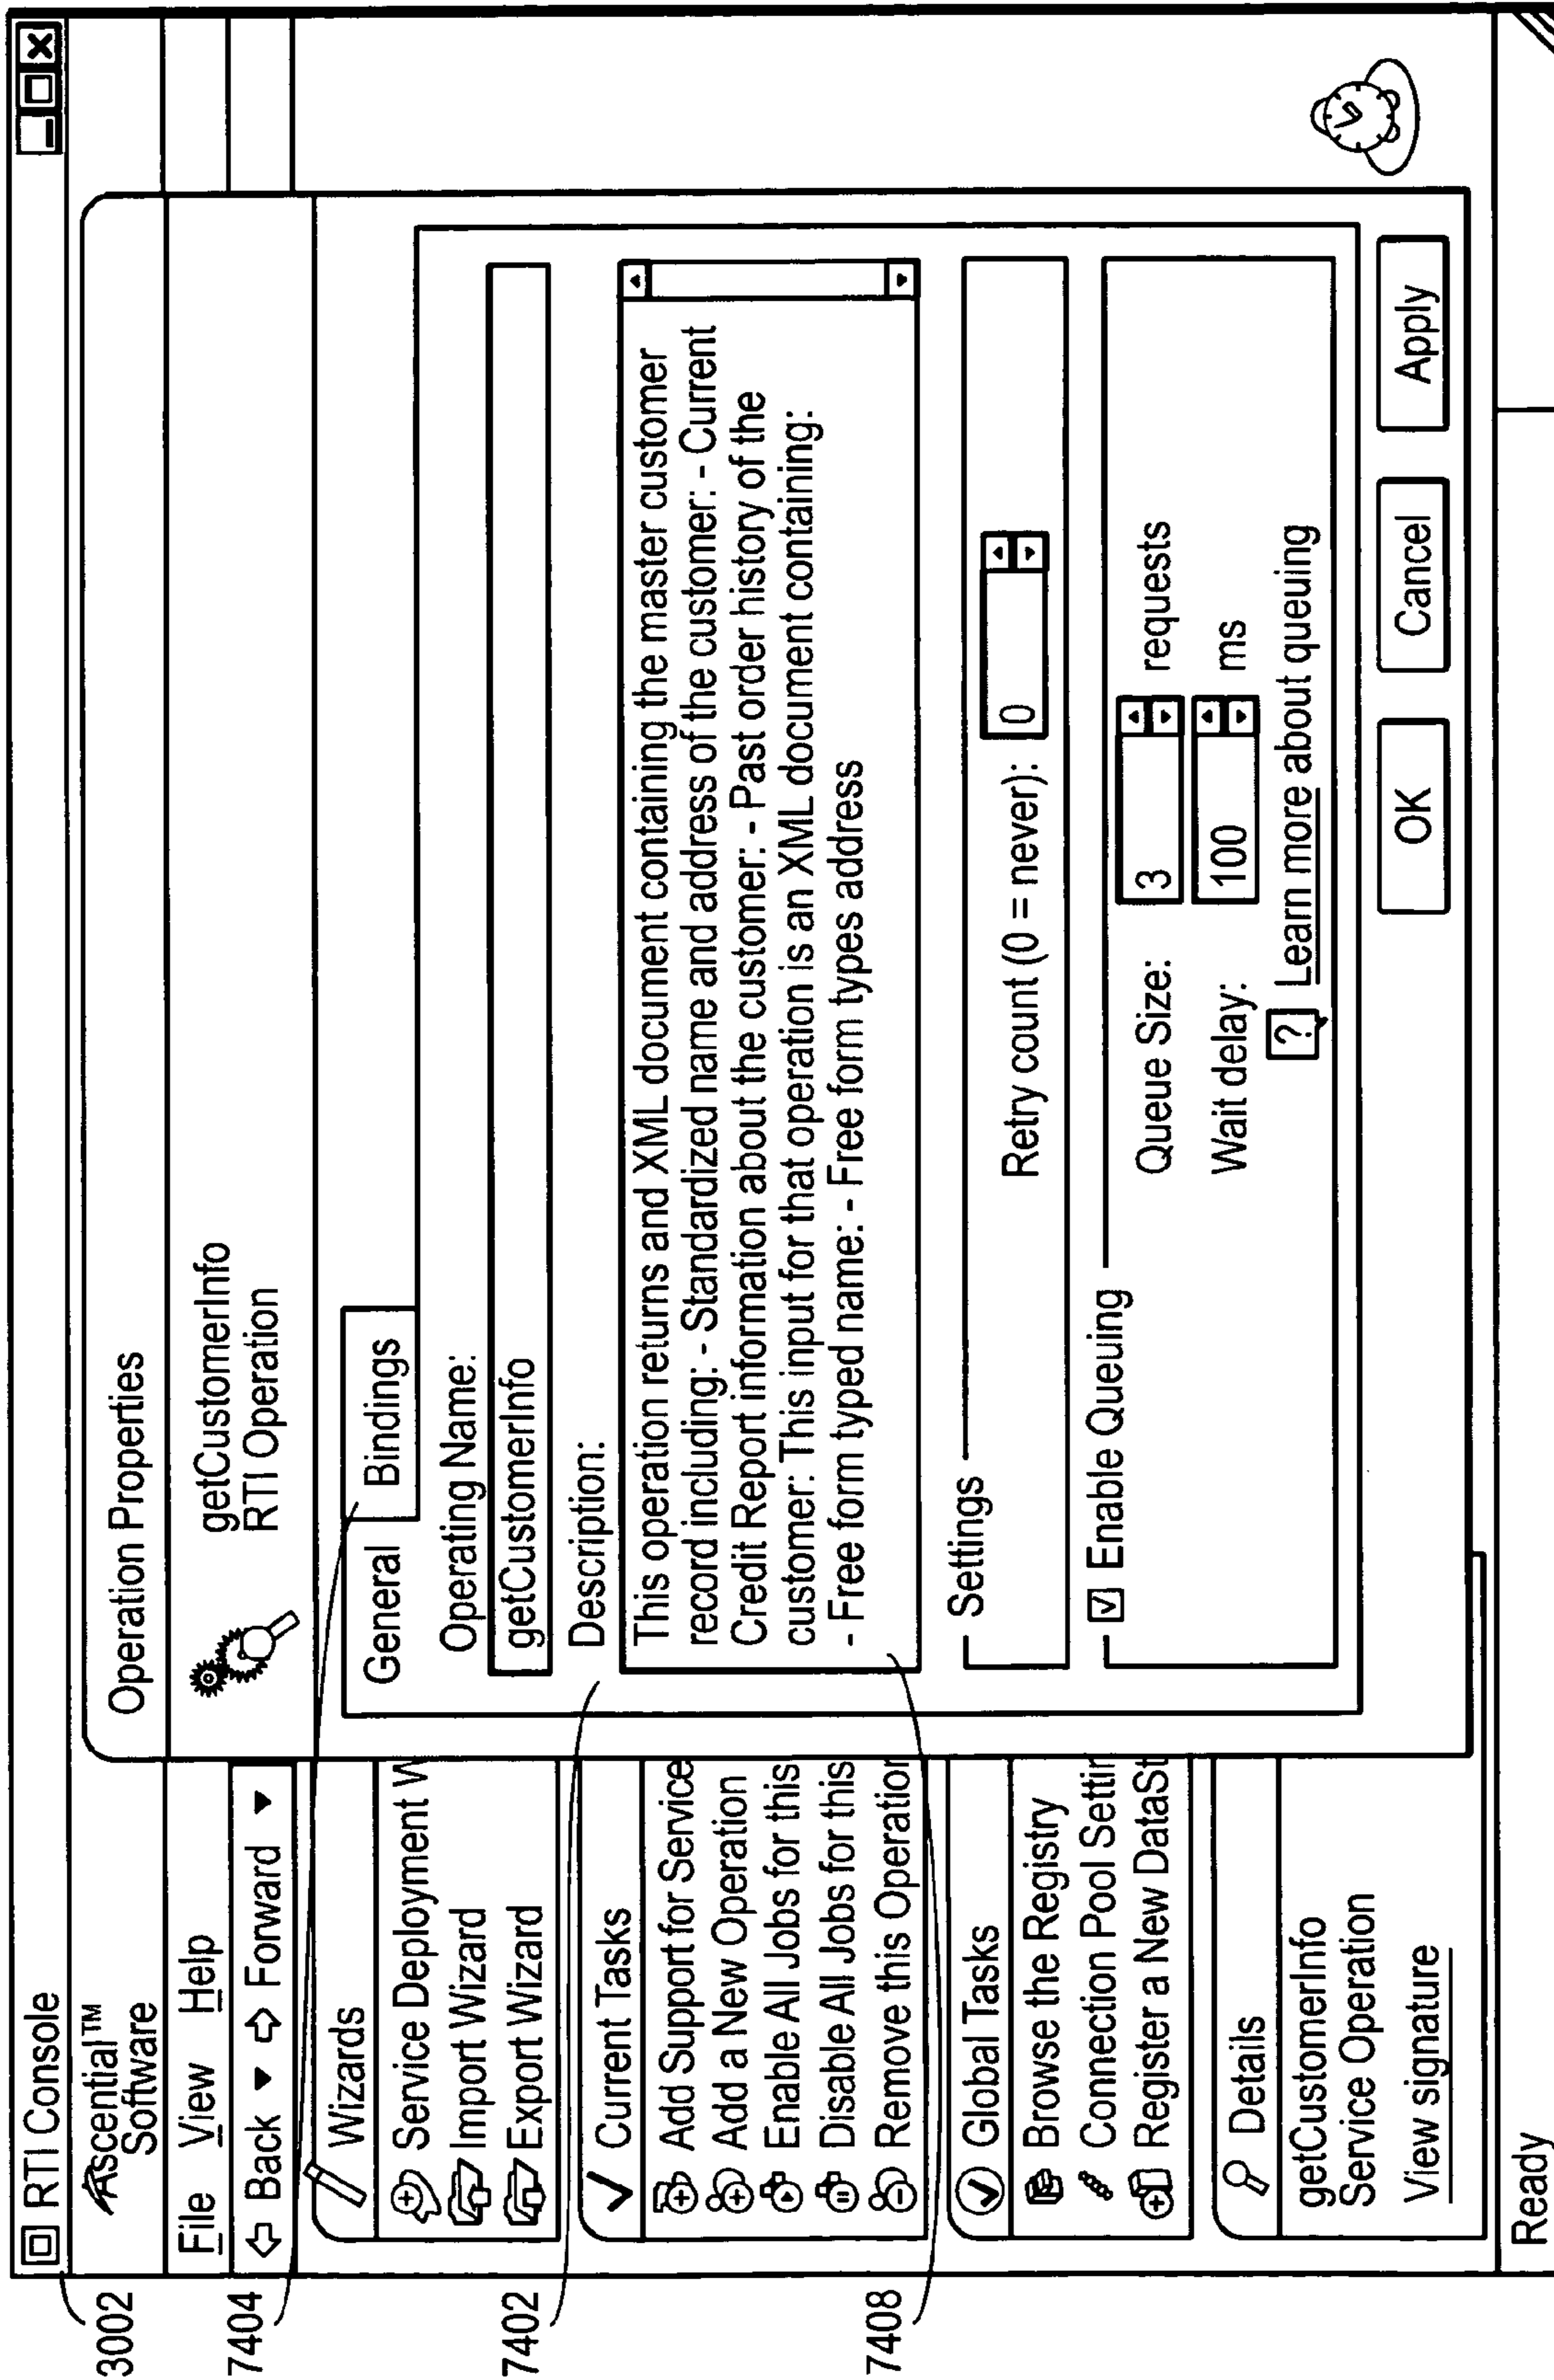 RTI Console
3002
Ascential™
Software
File View Help
7404
Back Forward
Wizards
Service Deployment W
Import Wizard
Export Wizard
7402
Current Tasks
Add Support for Service
Add a New Operation
Enable All Jobs for this
Disable All Jobs for this
Remove this Operation
7408
Global Tasks
Browse the Registry
Connection Pool Settin
Register a New DataSt
Details
getCustomerInfo
Service Operation
View signature
Ready
Operation Properties
getCustomerInfo
RTI Operation
General Bindings
Operating Name:
getCustomerInfo
Description:
This operation returns and XML document containing the master customer
record including: - Standardized name and address of the customer: - Current
Credit Report information about the customer: - Past order history of the
customer: This input for that operation is an XML document containing:
- Free form typed name: - Free form types address
Settings
Retry count (0 = never): 0
Enable Queuing
Queue Size: 3 requests
Wait delay: 100 ms
? Learn more about queuing
OK Cancel Apply